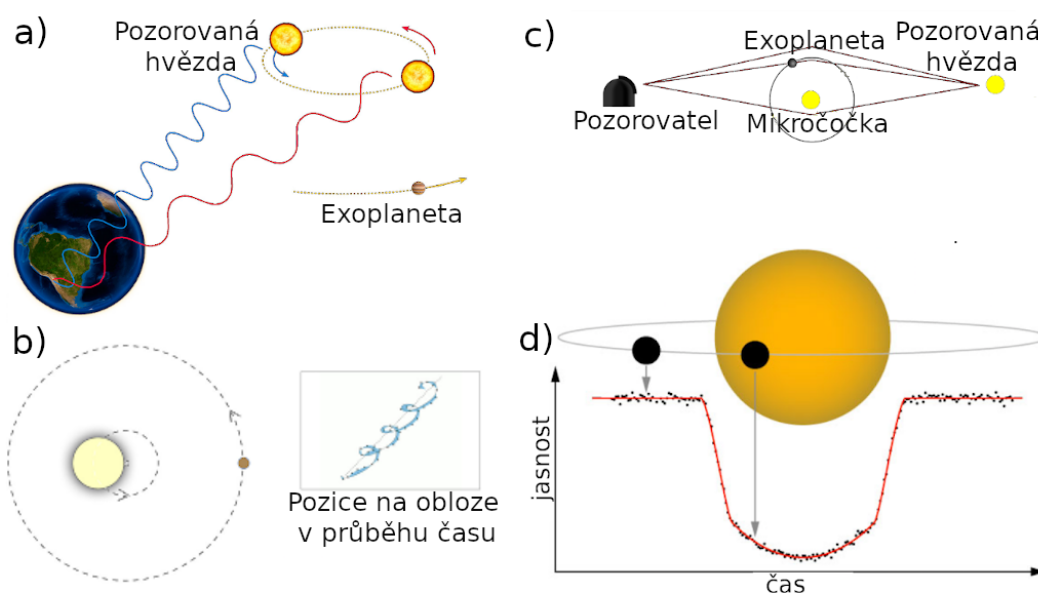 a)
Pozorovaná
hvězda
Exoplaneta
b)
Pozice na obloze
v průběhu času
c)
Exoplaneta
Pozorovaná
hvězda
Pozorovatel
Mikročočka
d)
jasnost
čas